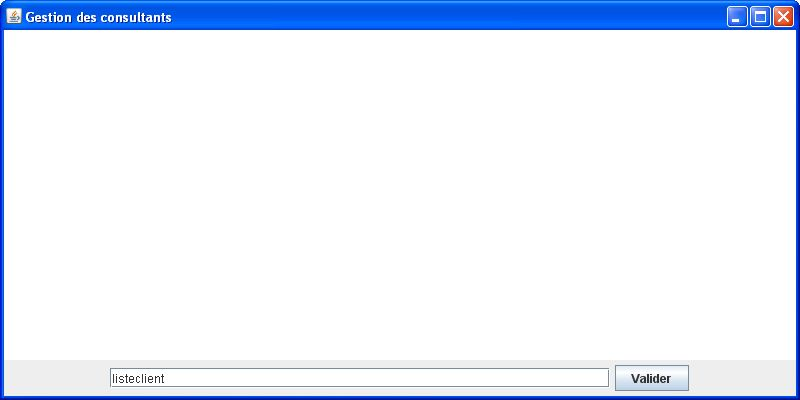 Gestion des consultants
listeclient
Valider